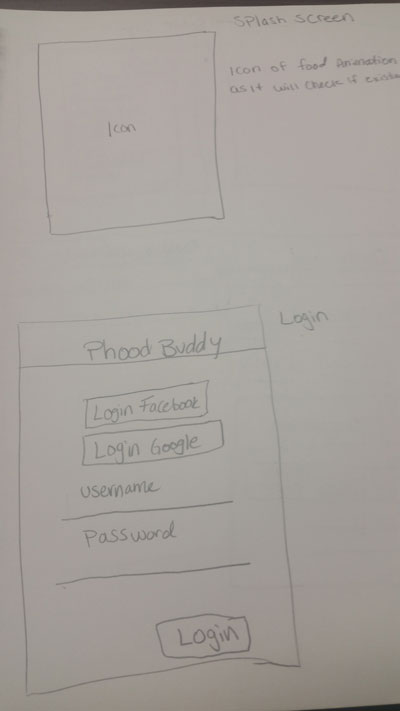 Splash Screen
Icon of food Animation
as it will check if
Icon
Login
Phood Buddy
Login Facebook
Login Google
username
Password
Login